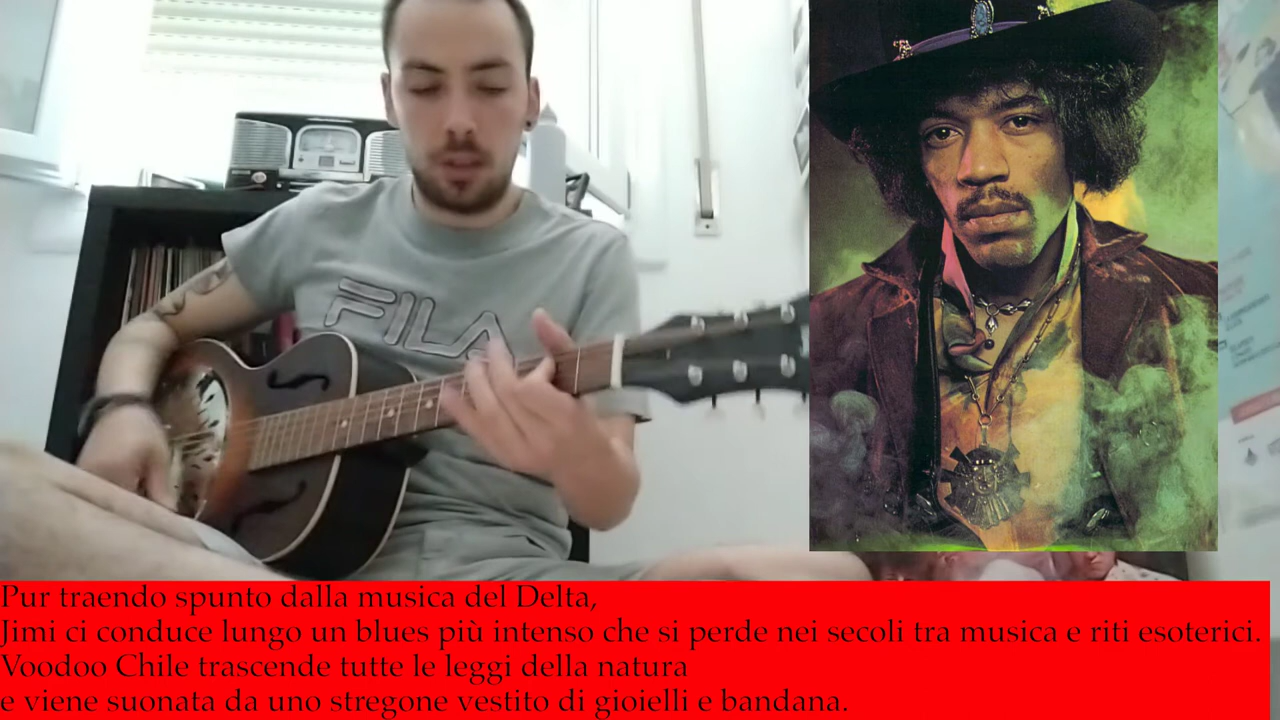 FILA
Pur traendo spunto dalla musica del Delta,
Jimi ci conduce lungo un blues più intenso che si perde nei secoli tra musica e riti esoterici.
Voodoo Chile trascende tutte le leggi della natura
e viene suonata da uno stregone vestito di gioielli e bandana.